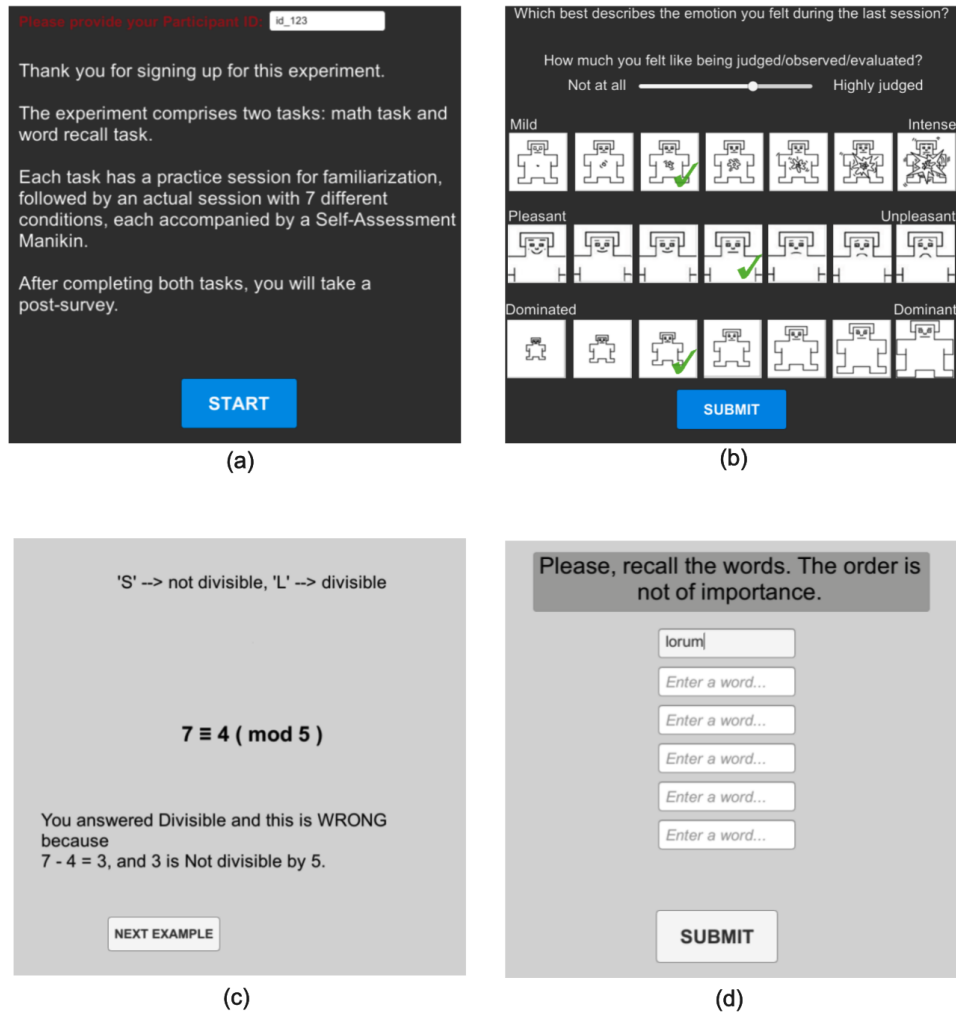 Please provide your Participant ID: id_123
Thank you for signing up for this experiment.
The experiment comprises two tasks: math task and
word recall task.
Each task has a practice session for familiarization,
followed by an actual session with 7 different
conditions, each accompanied by a Self-Assessment
Manikin.
After completing both tasks, you will take a
post-survey.
START
(a)
Which best describes the emotion you felt during the last session?
How much you felt like being judged/observed/evaluated?
Not at all Highly judged
Mild Intense
Pleasant Unpleasant
Dominated Dominant
SUBMIT
(b)
'S' --> not divisible, 'L' --> divisible
7 ≡ 4 ( mod 5 )
You answered Divisible and this is WRONG
because
7 - 4 = 3, and 3 is Not divisible by 5.
NEXT EXAMPLE
(c)
Please, recall the words. The order is
not of importance.
lorum
Enter a word...
Enter a word...
Enter a word...
Enter a word...
Enter a word...
SUBMIT
(d)